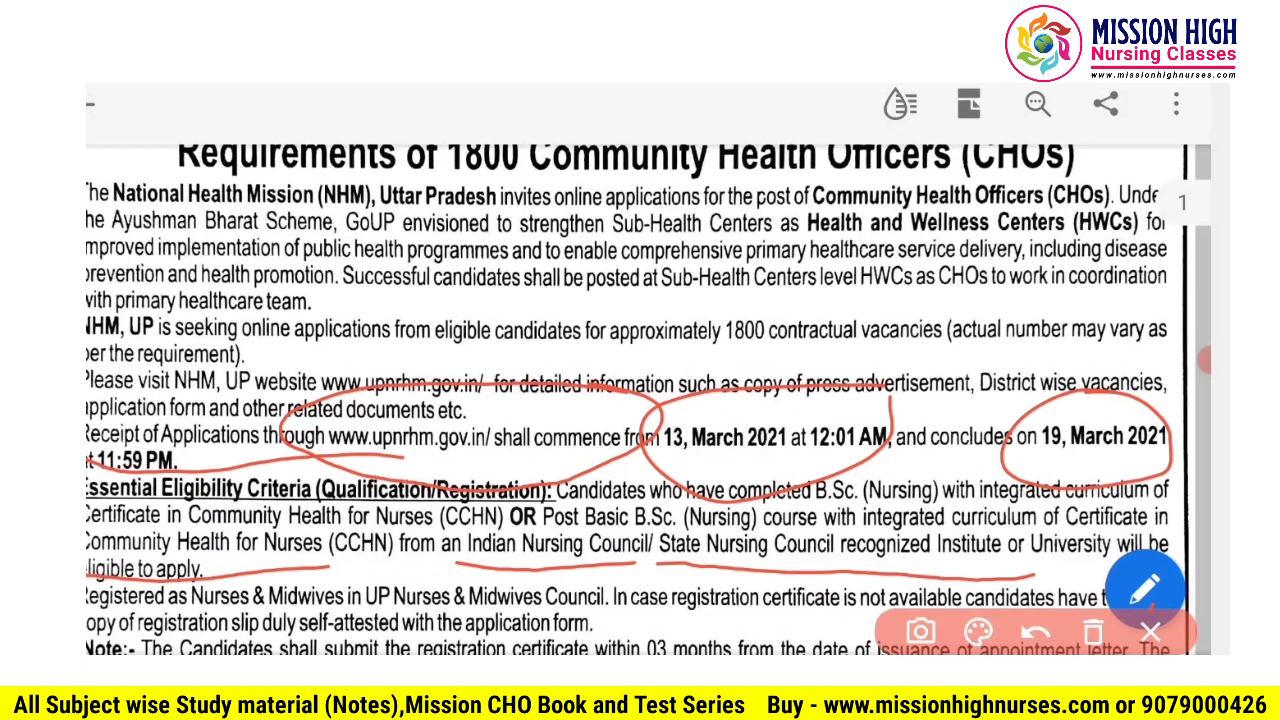 MISSION HIGH
Nursing Classes
www.missionhighnurses.com
Requirements of 1800 Community Health Officers (CHOs)
The National Health Mission (NHM), Uttar Pradesh invites online applications for the post of Community Health Officers (CHOs). Under
1
the Ayushman Bharat Scheme, GoUP envisioned to strengthen Sub-Health Centers as Health and Wellness Centers (HWCs) for
improved implementation of public health programmes and to enable comprehensive primary healthcare service delivery, including disease
prevention and health promotion. Successful candidates shall be posted at Sub-Health Centers level HWCs as CHOs to work in coordination
with primary healthcare team.
NHM, UP is seeking online applications from eligible candidates for approximately 1800 contractual vacancies (actual number may vary as
per the requirement).
Please visit NHM, UP website www.upnrhm.gov.in/ for detailed information such as copy of press advertisement, District wise vacancies,
application form and other related documents etc.
Receipt of Applications through www.upnrhm.gov.in/ shall commence from 13, March 2021 at 12:01 AM, and concludes on 19, March 2021
at 11:59 PM.
Essential Eligibility Criteria (Qualification/Registration): Candidates who have completed B.Sc. (Nursing) with integrated curriculum of
Certificate in Community Health for Nurses (CCHN) OR Post Basic B.Sc. (Nursing) course with integrated curriculum of Certificate in
Community Health for Nurses (CCHN) from an Indian Nursing Council/ State Nursing Council recognized Institute or University will be
eligible to apply.
Registered as Nurses & Midwives in UP Nurses & Midwives Council. In case registration certificate is not available candidates have
copy of registration slip duly self-attested with the application form.
Note:- The Candidates shall submit the registration certificate within 03 months from the date of issuance of appointment letter. The
All Subject wise Study material (Notes),Mission CHO Book and Test Series Buy - www.missionhighnurses.com or 9079000426